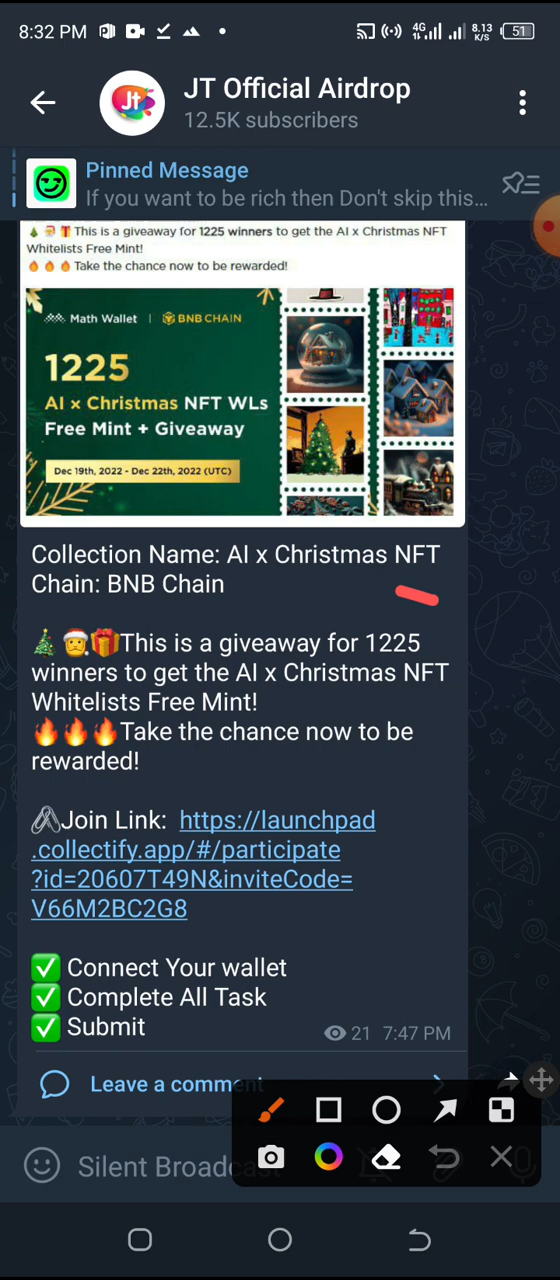 8:32 PM
4G
8.13
K/S
51
JT Official Airdrop
12.5K subscribers
Jt
Pinned Message
If you want to be rich then Don't skip this...
🎄 🎅 🎁 This is a giveaway for 1225 winners to get the AI x Christmas NFT
Whitelists Free Mint!
🔥 🔥 🔥 Take the chance now to be rewarded!
Math Wallet | BNB CHAIN
1225
AI x Christmas NFT WLs
Free Mint + Giveaway
Dec 19th, 2022 - Dec 22th, 2022 (UTC)
Collection Name: AI x Christmas NFT
Chain: BNB Chain
🎄 🎅🎁This is a giveaway for 1225
winners to get the AI x Christmas NFT
Whitelists Free Mint!
🔥🔥🔥Take the chance now to be
rewarded!
🖇Join Link: https://launchpad
.collectify.app/#/participate
?id=20607T49N&inviteCode=
V66M2BC2G8
✅ Connect Your wallet
✅ Complete All Task
✅ Submit
21 7:47 PM
Leave a comment
Silent Broadc